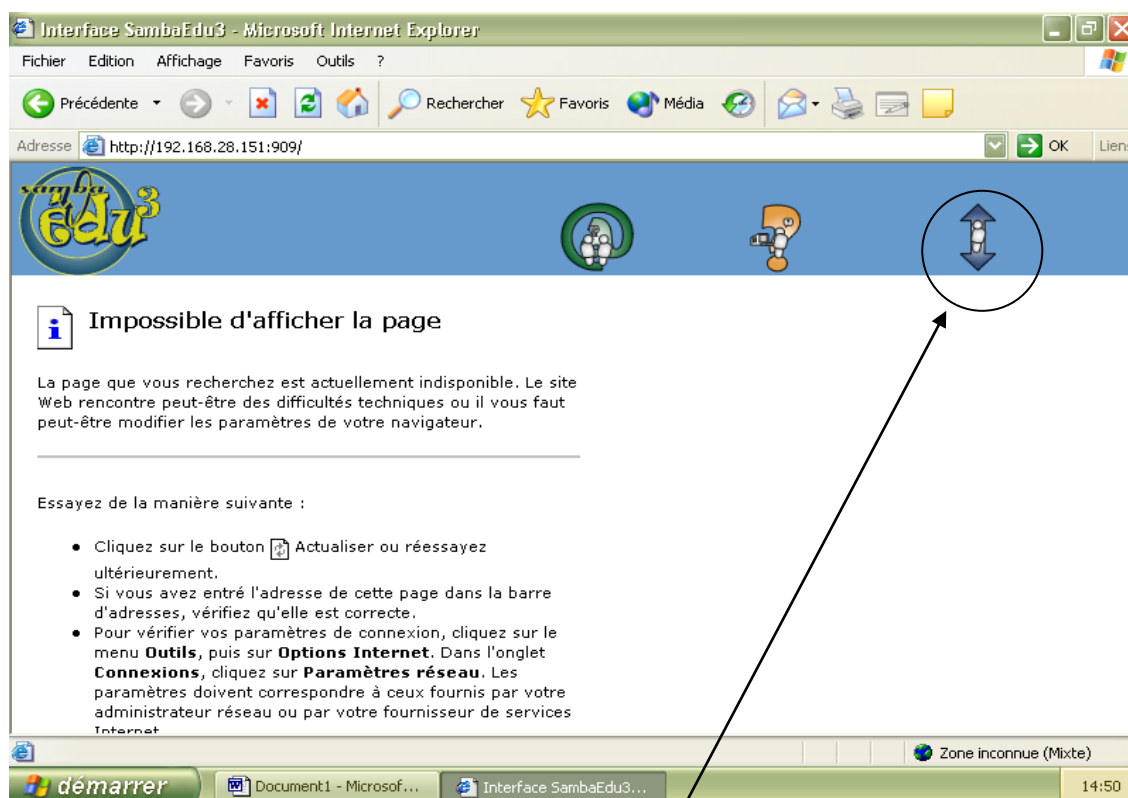 Interface SambaEdu3 - Microsoft Internet Explorer
Fichier Edition Affichage Favoris Outils ?
Précédente Rechercher Favoris Média
Adresse http://192.168.28.151:909/ OK Liens
samba
Edu3
i Impossible d'afficher la page
La page que vous recherchez est actuellement indisponible. Le site
Web rencontre peut-être des difficultés techniques ou il vous faut
peut-être modifier les paramètres de votre navigateur.
Essayez de la manière suivante :
• Cliquez sur le bouton Actualiser ou réessayez
ultérieurement.
• Si vous avez entré l'adresse de cette page dans la barre
d'adresses, vérifiez qu'elle est correcte.
• Pour vérifier vos paramètres de connexion, cliquez sur le
menu Outils, puis sur Options Internet. Dans l'onglet
Connexions, cliquez sur Paramètres réseau. Les
paramètres doivent correspondre à ceux fournis par votre
administrateur réseau ou par votre fournisseur de services
Internet
Zone inconnue (Mixte)
démarrer Document1 - Microsof... Interface SambaEdu3... 14:50